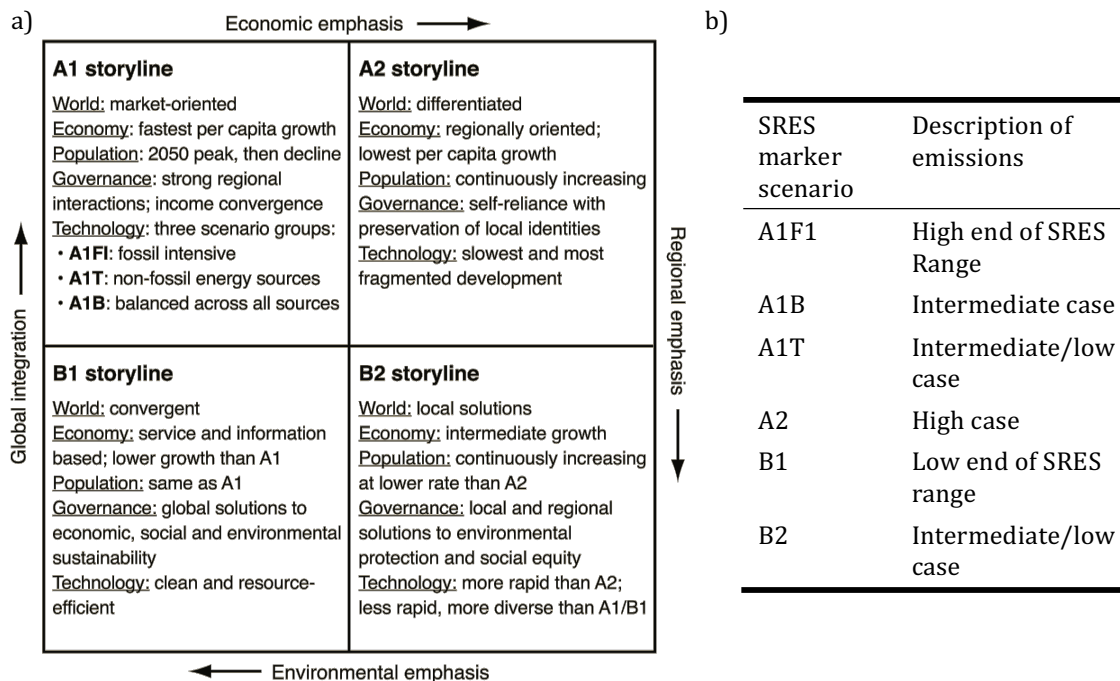 a)
Economic emphasis
A1 storyline
World: market-oriented
Economy: fastest per capita growth
Population: 2050 peak, then decline
Governance: strong regional
interactions; income convergence
Technology: three scenario groups:
• A1FI: fossil intensive
• A1T: non-fossil energy sources
• A1B: balanced across all sources
A2 storyline
World: differentiated
Economy: regionally oriented;
lowest per capita growth
Population: continuously increasing
Governance: self-reliance with
preservation of local identities
Technology: slowest and most
fragmented development
Global integration
Regional emphasis
B1 storyline
World: convergent
Economy: service and information
based; lower growth than A1
Population: same as A1
Governance: global solutions to
economic, social and environmental
sustainability
Technology: clean and resource-
efficient
B2 storyline
World: local solutions
Economy: intermediate growth
Population: continuously increasing
at lower rate than A2
Governance: local and regional
solutions to environmental
protection and social equity
Technology: more rapid than A2;
less rapid, more diverse than A1/B1
Environmental emphasis
b)
SRES
marker
scenario
Description of
emissions
A1F1
High end of SRES
Range
A1B
Intermediate case
A1T
Intermediate/low
case
A2
High case
B1
Low end of SRES
range
B2
Intermediate/low
case